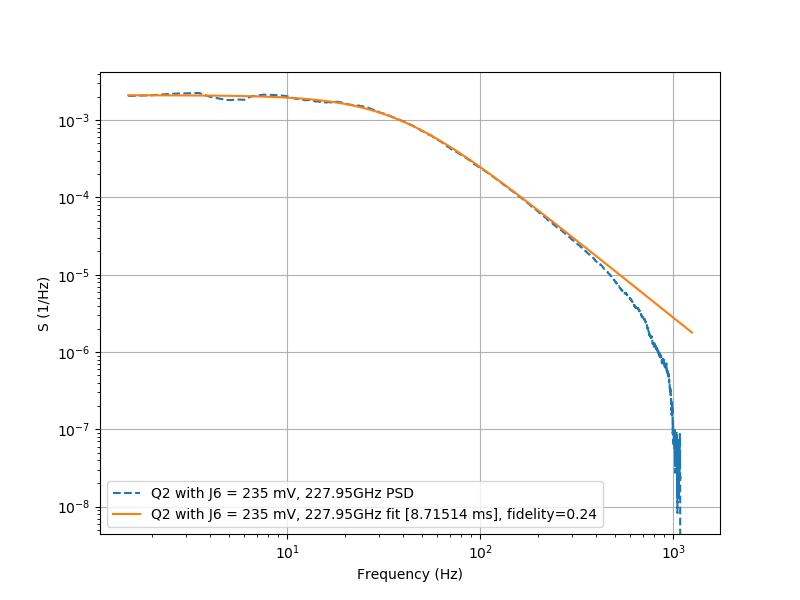 10⁻³
10⁻⁴
10⁻⁵
10⁻⁶
10⁻⁷
10⁻⁸
S (1/Hz)
Q2 with J6 = 235 mV, 227.95GHz PSD
Q2 with J6 = 235 mV, 227.95GHz fit [8.71514 ms], fidelity=0.24
10¹ 10² 10³
Frequency (Hz)